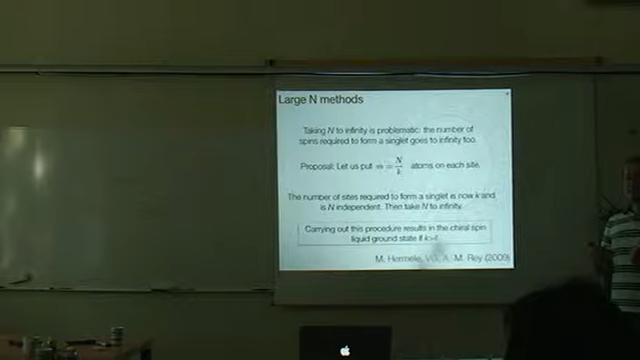 Large N methods
Taking N to infinity is problematic: the number of
spins required to form a singlet goes to infinity too.
Proposal: Let us put m = N/k atoms on each site.
The number of sites required to form a singlet is now k and
is N independent. Then take N to infinity.
Carrying out this procedure results in the chiral spin
liquid ground state if
M. Hermele, VG, A. M. Rey (2009)